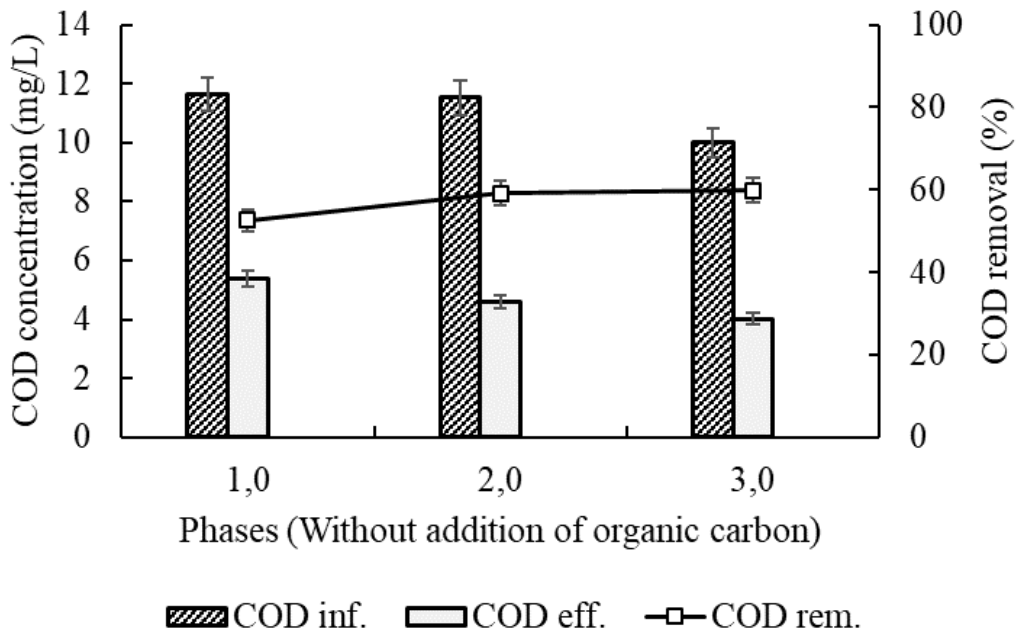 COD concentration (mg/L)
14
12
10
8
6
4
2
0
100
80
60
40
20
0
COD removal (%)
1,0 2,0 3,0
Phases (Without addition of organic carbon)
COD inf. COD eff. COD rem.